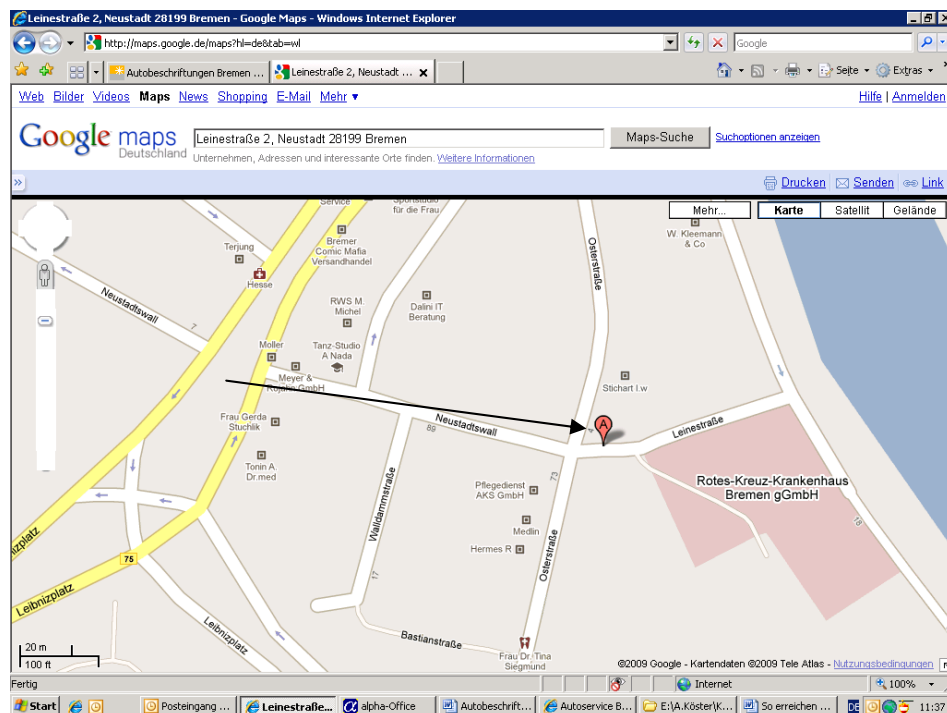 Leinestraße 2, Neustadt 28199 Bremen - Google Maps - Windows Internet Explorer
http://maps.google.de/maps?hl=de&tab=wl
Google
Autobeschriftungen Bremen ...
Leinestraße 2, Neustadt ...
Seite
Extras
Web Bilder Videos Maps News Shopping E-Mail Mehr
Hilfe | Anmelden
Google maps
Deutschland
Leinestraße 2, Neustadt 28199 Bremen
Maps-Suche
Suchoptionen anzeigen
Unternehmen, Adressen und interessante Orte finden. Weitere Informationen
Drucken Senden Link
Mehr... Karte Satellit Gelände
Service
für die Frau
W. Kleemann
& Co
Terjung
Bremer
Comic Mafia
Versandhandel
Hesse
Osterstraße
Neustadtswall
7
RWS M.
Michel
Dalini IT
Beratung
Moller
Tanz-Studio
A Nada
Meyer &
Stichart I.w
Frau Gerda
Stuchlik
89
Neustadtswall
A
Leinestraße
Tonin A.
Dr.med
Walldammstraße
Pflegedienst
AKS GmbH
73
Rotes-Kreuz-Krankenhaus
Bremen gGmbH
Medlin
18
Hermes R
Osterstraße
75
17
Leibnizplatz
Leibnizplatz
Bastianstraße
Frau Dr. Tina
Siegmund
20 m
100 ft
©2009 Google - Kartendaten ©2009 Tele Atlas - Nutzungsbedingungen
Fertig
Internet
100%
Start
Posteingang ...
Leinestraße...
alpha-Office
Autobeschrift...
Autoservice B...
E:\A.Köster\K...
So erreichen ...
DE
11:37